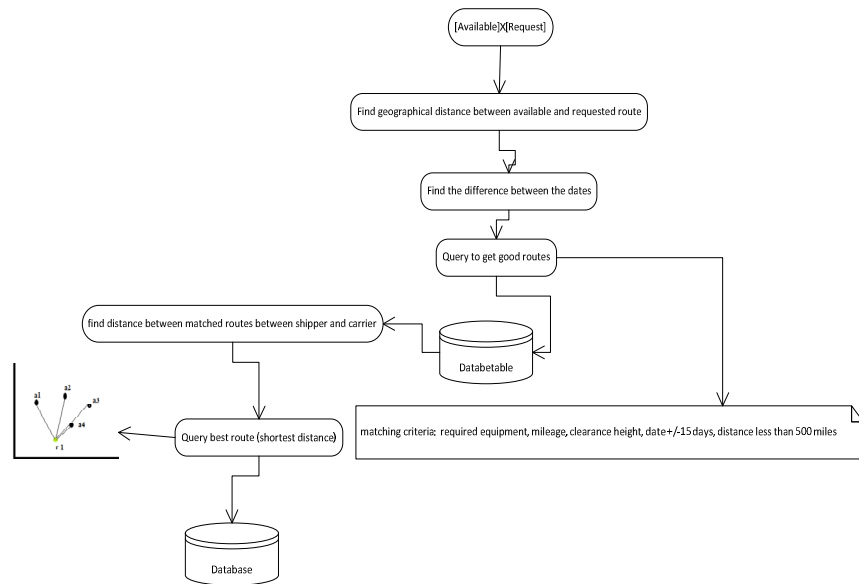 [Available]X[Request]
Find geographical distance between available and requested route
Find the difference between the dates
Query to get good routes
find distance between matched routes between shipper and carrier
Databetable
a1
a2
a3
a4
r1
Query best route (shortest distance)
matching criteria: required equipment, mileage, clearance height, date+/-15 days, distance less than 500 miles
Database